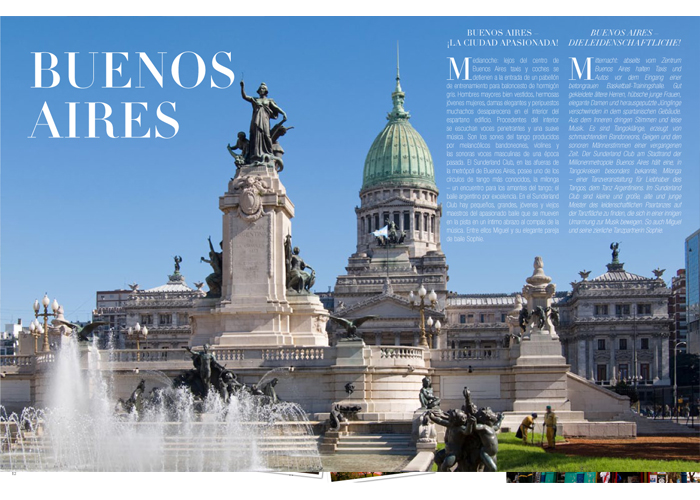 BUENOS
AIRES
BUENOS AIRES –
¡LA CIUDAD APASIONADA!
Medianoche: lejos del centro de
Buenos Aires taxis y coches se
detienen a la entrada de un pabellón
de entrenamiento para baloncesto de hormigón
gris. Hombres mayores bien vestidos, hermosas
jóvenes mujeres, damas elegantes y peripuestos
muchachos desaparecen en el interior del
espartano edificio. Procedentes del interior
se escuchan voces penetrantes y una suave
música. Son los sones del tango producidos
por melancólicos bandoneones, violines y
las sonoras voces masculinas de una época
pasada. El Sunderland Club, en las afueras de
la metrópoli de Buenos Aires, posee uno de los
círculos de tango más conocidos, la milonga
– un encuentro para los amantes del tango, el
baile argentino por excelencia. En el Sunderland
Club hay pequeños, grandes, jóvenes y viejos
maestros del apasionado baile que se mueven
en la pista en un íntimo abrazo al compás de la
música. Entre ellos Miguel y su elegante pareja
de baile Sophie.
BUENOS AIRES –
DIE LEIDENSCHAFTLICHE!
Mitternacht: abseits vom Zentrum
Buenos Aires halten Taxis und
Autos vor dem Eingang einer
betongrauen Basketball-Trainingshalle. Gut
gekleidete ältere Herren, hübsche junge Frauen,
elegante Damen und herausgeputzte Jünglinge
verschwinden in dem spartanischen Gebäude.
Aus dem Inneren dringen Stimmen und leise
Musik. Es sind Tangoklänge, erzeugt von
schmachtenden Bandoneons, Geigen und den
sonoren Männerstimmen einer vergangenen
Zeit. Der Sunderland Club am Stadtrand der
Millionenmetropole Buenos Aires hält eine, in
Tangokreisen besonders bekannte, Milonga
– einer Tanzveranstaltung für Liebhaber des
Tangos, dem Tanz Argentiniens. Im Sunderland
Club sind kleine und große, alte und junge
Meister des leidenschaftlichen Paartanzes auf
der Tanzfläche zu finden, die sich in einer innigen
Umarmung zur Musik bewegen. So auch Miguel
und seine zierliche Tanzpartnerin Sophie.